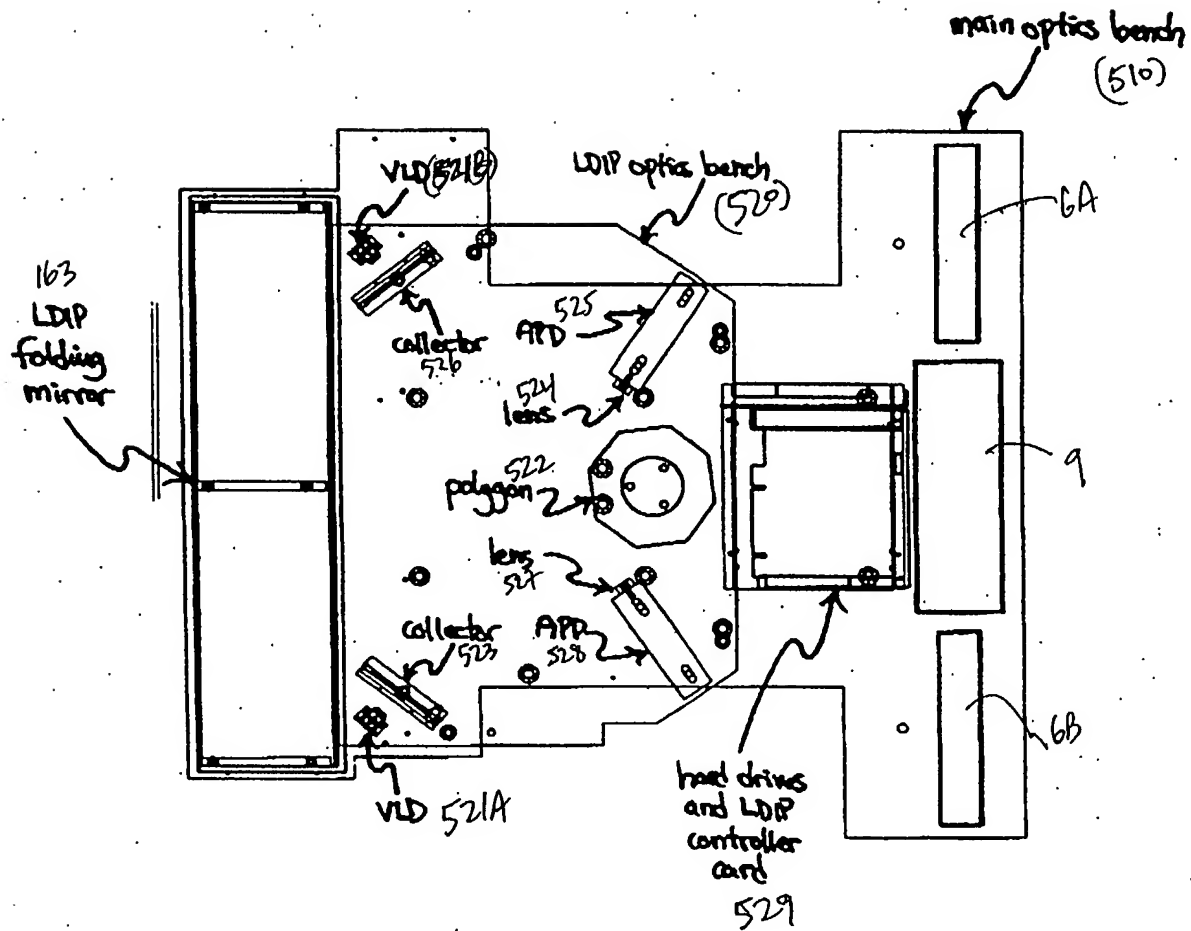 main optics bench
(510)
VLD (521B)
LDIP optics bench
(520)
6A
163
LDIP
folding
mirror
525
APD
collector
526
524
lens
522
polygon
9
lens
527
collector
523
APD
528
6B
VLD 521A
hard drives
and LDIP
controller
card
529